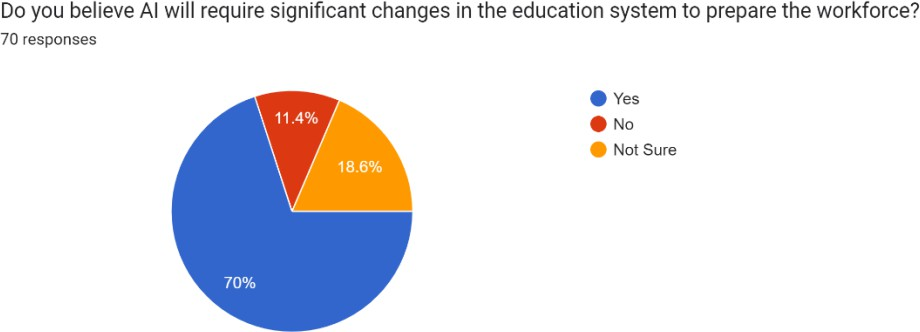 Do you believe AI will require significant changes in the education system to prepare the workforce?
70 responses
Yes
No
Not Sure
11.4%
18.6%
70%